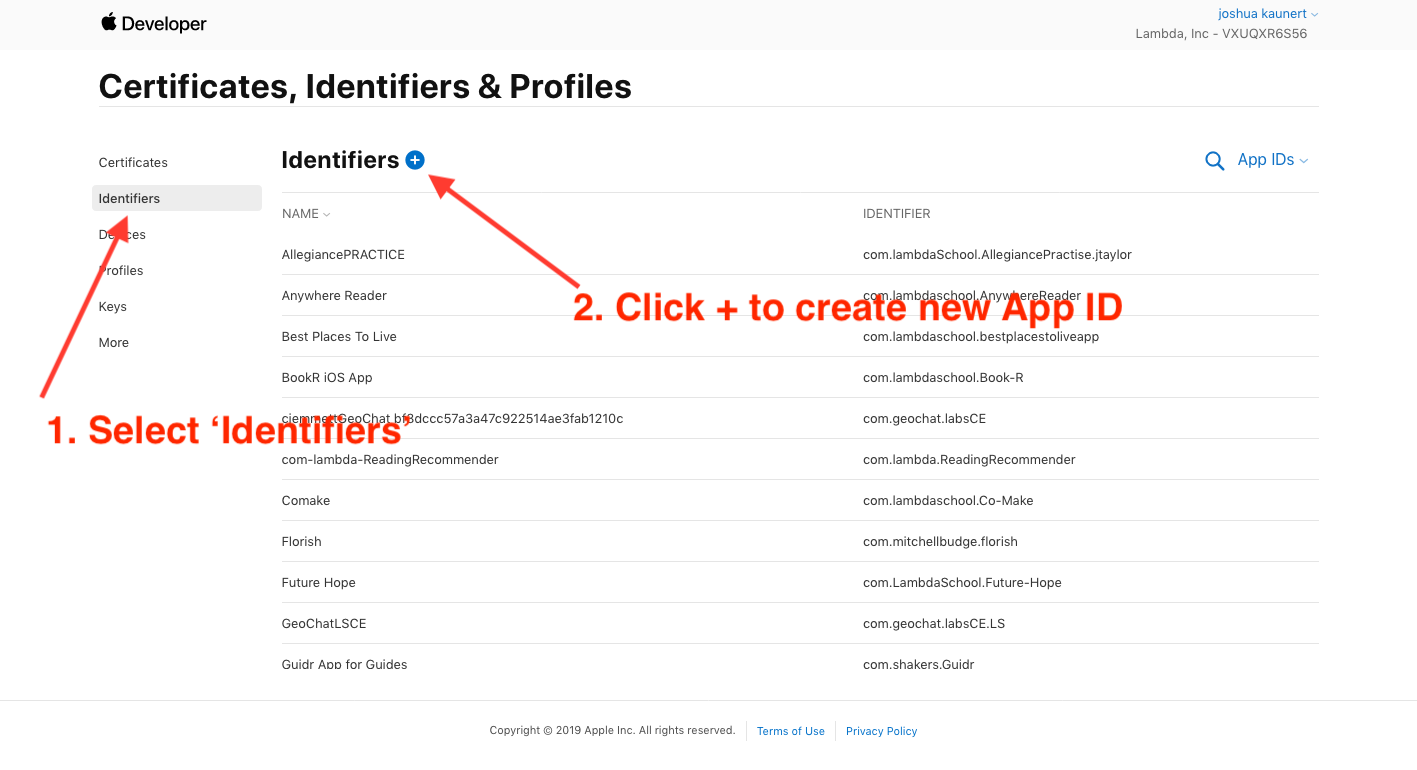 Developer
joshua kaunert
Lambda, Inc - VXUQXR6S56
Certificates, Identifiers & Profiles
Certificates
Identifiers
Devices
Profiles
Keys
More
1. Select ‘Identifiers’
Identifiers
App IDs
2. Click + to create new App ID
NAME IDENTIFIER
AllegiancePRACTICE com.lambdaSchool.AllegiancePractise.jtaylor
Anywhere Reader com.lambdaschool.AnywhereReader
Best Places To Live com.lambdaschool.bestplacestoliveapp
BookR iOS App com.lambdaschool.Book-R
bf8dccc57a3a47c922514ae3fab1210c com.geochat.labsCE
com-lambda-ReadingRecommender com.lambda.ReadingRecommender
Comake com.lambdaschool.Co-Make
Florish com.mitchellbudge.florish
Future Hope com.LambdaSchool.Future-Hope
GeoChatLSCE com.geochat.labsCE.LS
Guidr App for Guides com.shakers.Guidr
Copyright © 2019 Apple Inc. All rights reserved. Terms of Use Privacy Policy